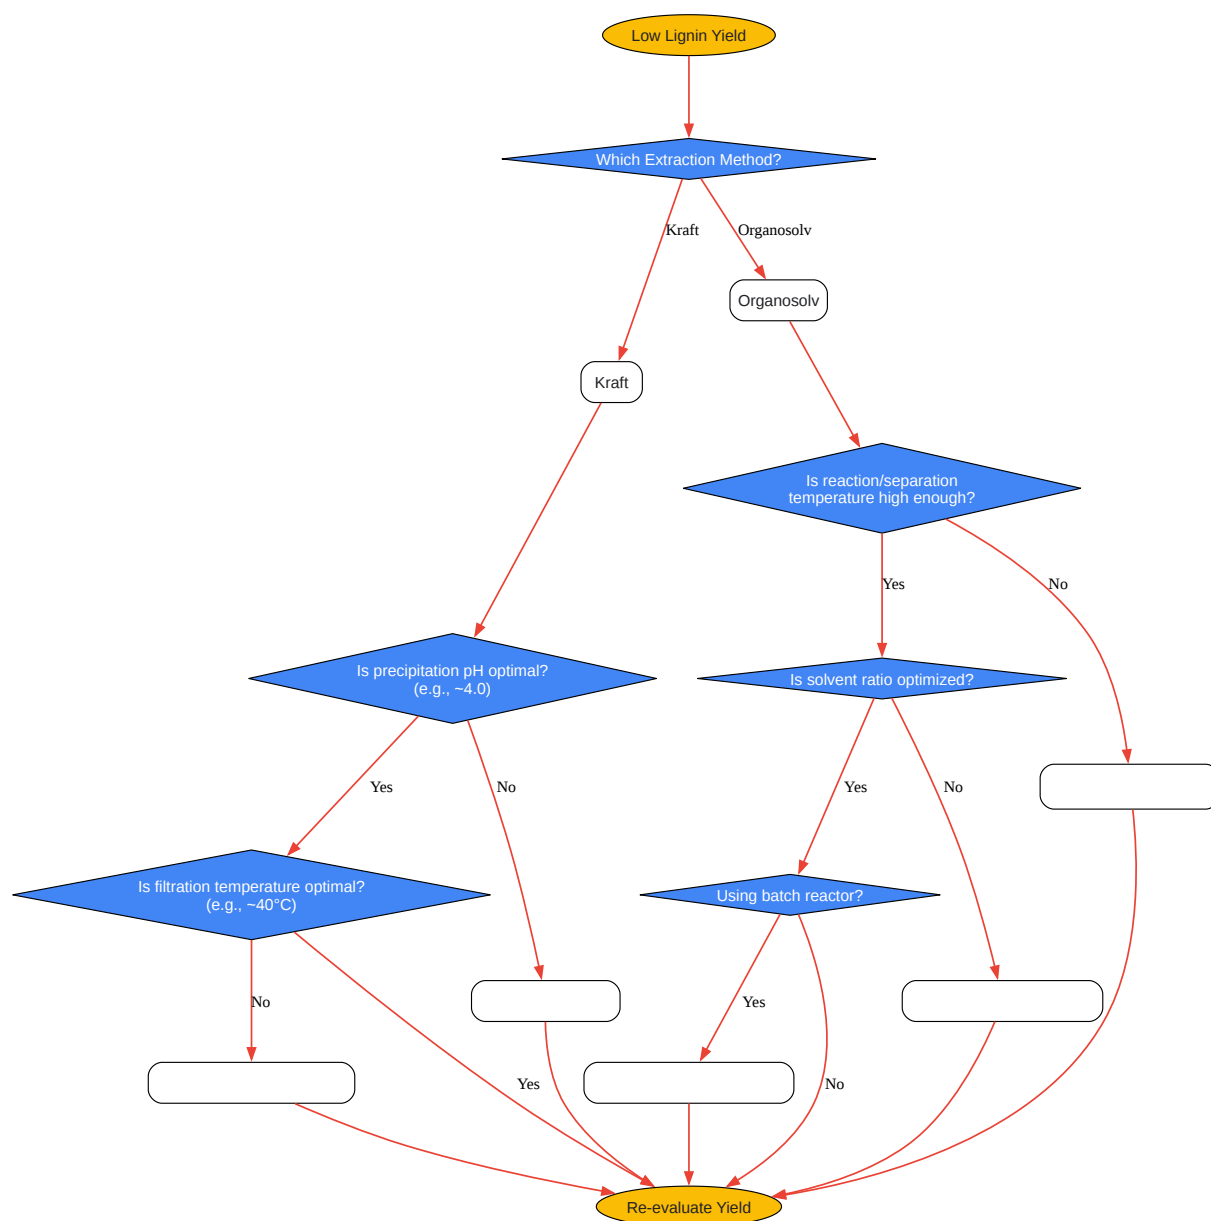 Low Lignin Yield
Which Extraction Method?
Kraft
Organosolv
Organosolv
Kraft
Is reaction/separation
temperature high enough?
Yes
No
Is precipitation pH optimal?
(e.g., ~4.0)
Is solvent ratio optimized?
Yes
No
Yes
No
Is filtration temperature optimal?
(e.g., ~40°C)
Using batch reactor?
No
Yes
Yes
No
Re-evaluate Yield